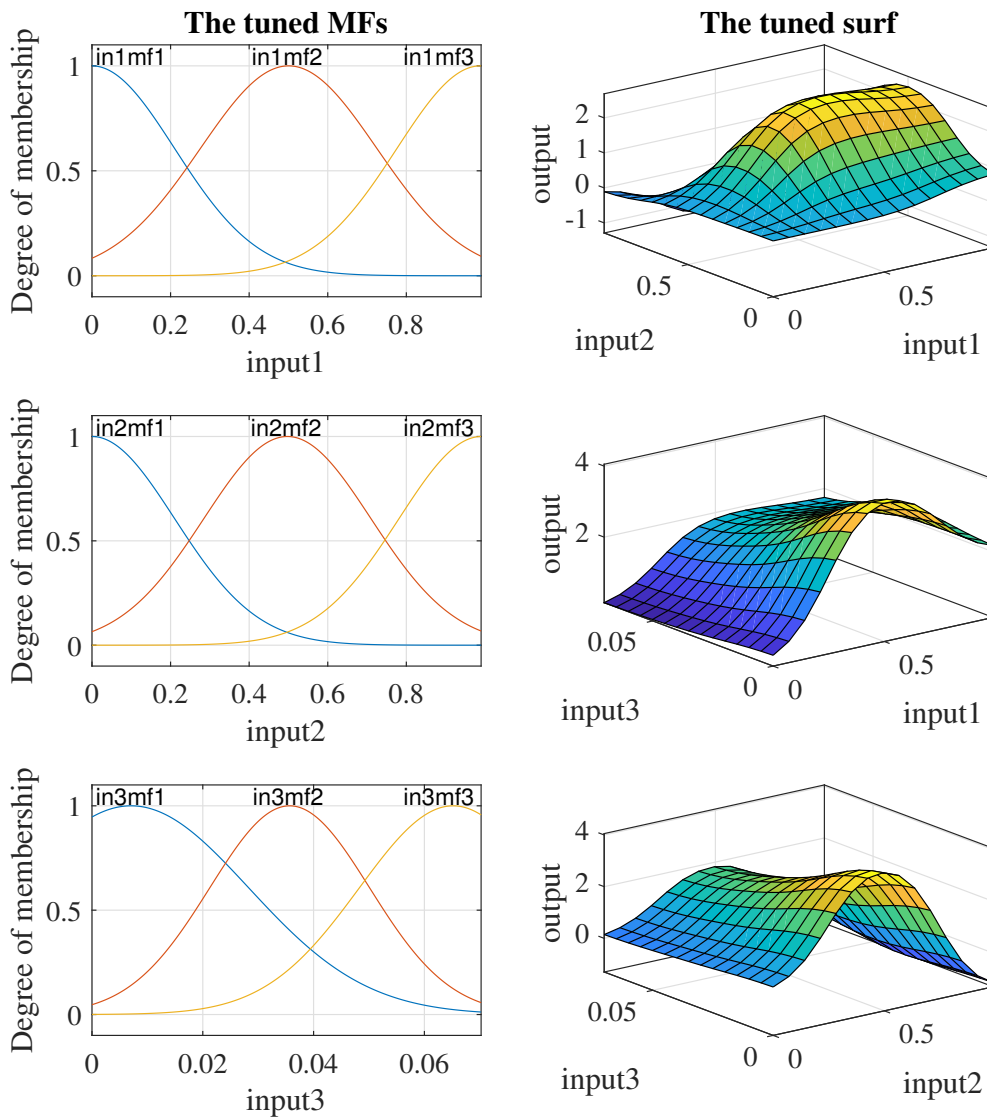 The tuned MFs
in1mf1 in1mf2 in1mf3
Degree of membership
1
0.5
0
0 0.2 0.4 0.6 0.8
input1
The tuned surf
output
2
1
0
-1
0.5
0
0
0.5
input2
input1
in2mf1 in2mf2 in2mf3
Degree of membership
1
0.5
0
0 0.2 0.4 0.6 0.8
input2
output
4
2
0.05
0
0
0.5
input3
input1
in3mf1 in3mf2 in3mf3
Degree of membership
1
0.5
0
0 0.02 0.04 0.06
input3
output
4
2
0
0.05
0
0
0.5
input3
input2